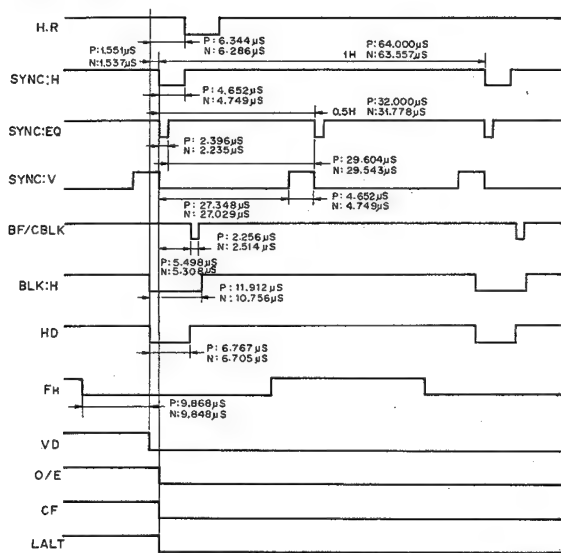 H.R
P:1.551µS
N:1.537µS
P: 6.344µS
N: 6.286µS
P:64.000µS
1H
N:63.557µS
SYNC:H
P: 4.652µS
N: 4.749µS
P:32.000µS
0.5H
N:31.778µS
SYNC:EQ
P: 2.396µS
N: 2.235µS
P:29.604µS
N:29.543µS
SYNC:V
P:27.348µS
N:27.029µS
P:4.652µS
N:4.749µS
BF/CBLK
P:2.256µS
N:2.514µS
P:5.498µS
N:5.308µS
BLK:H
P:11.912µS
N:10.756µS
HD
P:6.767µS
N:6.705µS
FH
P:9.868µS
N:9.848µS
VD
O/E
CF
LALT